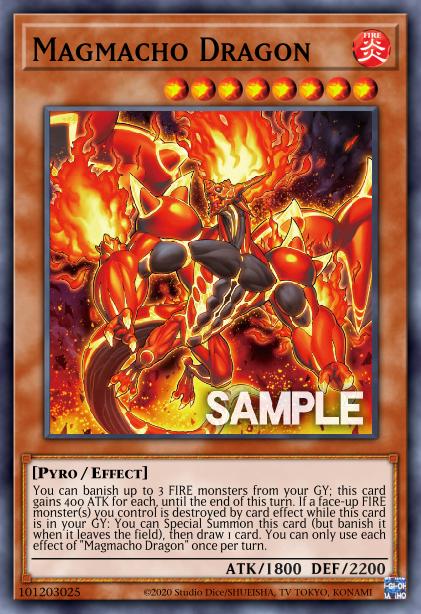 Magmacho Dragon
FIRE
炎
SAMPLE
[Pyro / Effect]
You can banish up to 3 FIRE monsters from your GY; this card
gains 400 ATK for each, until the end of this turn. If a face-up FIRE
monster(s) you control is destroyed by card effect while this card
is in your GY: You can Special Summon this card (but banish it
when it leaves the field), then draw 1 card. You can only use each
effect of "Magmacho Dragon" once per turn.
ATK/1800 DEF/2200
101203025
©2020 Studio Dice/SHUEISHA, TV TOKYO, KONAMI